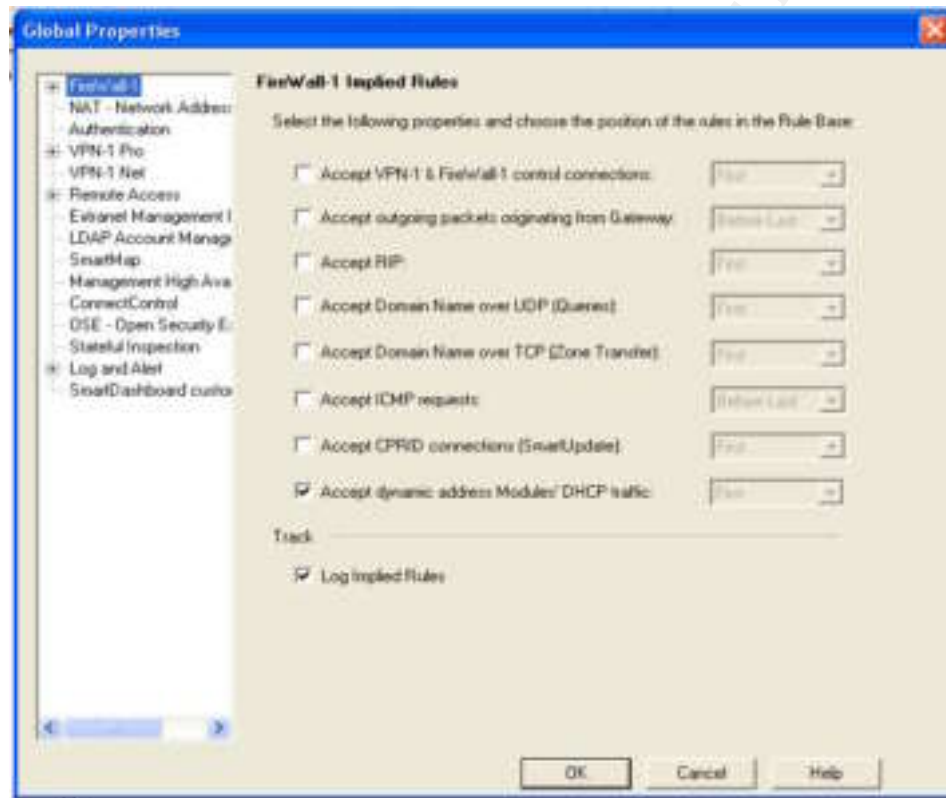 Global Properties
FireWall-1
NAT - Network Address
Authentication
VPN-1 Pro
VPN-1 Net
Remote Access
Extranet Management I
LDAP Account Manage
SmartMap
Management High Ava
ConnectControl
OSE - Open Security E
Stateful Inspection
Log and Alert
SmartDashboard custo
FireWall-1 Implied Rules
Select the following properties and choose the position of the rules in the Rule Base:
Accept VPN-1 & FireWall-1 control connections: First
Accept outgoing packets originating from Gateway: Before Last
Accept RIP: First
Accept Domain Name over UDP (Queries): First
Accept Domain Name over TCP (Zone Transfer): First
Accept ICMP requests: Before Last
Accept CPRID connections (SmartUpdate): First
Accept dynamic address Modules' DHCP traffic: First
Track
Log Implied Rules
OK Cancel Help